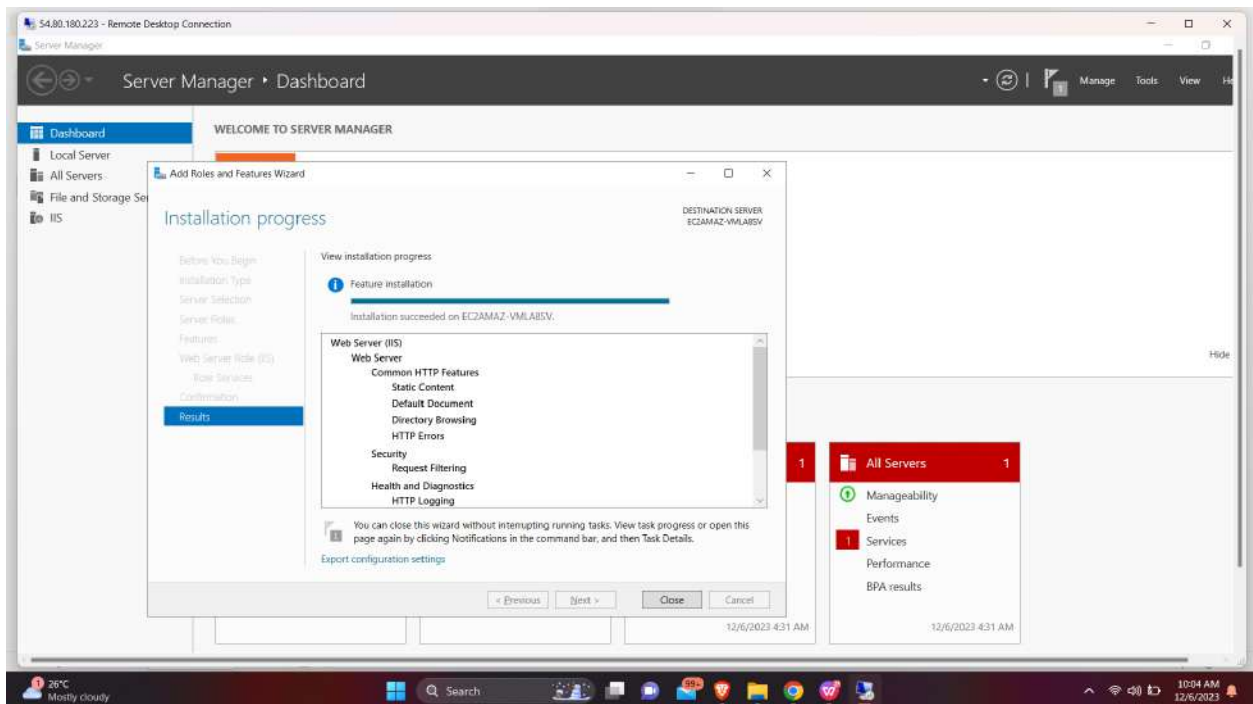 54.80.180.223 - Remote Desktop Connection
Server Manager
Server Manager • Dashboard
1
Manage Tools View He
Dashboard
Local Server
All Servers
File and Storage Se
IIS
WELCOME TO SERVER MANAGER
Hide
Add Roles and Features Wizard
Installation progress
DESTINATION SERVER
EC2AMAZ-VMLA8SV
Before You Begin
Installation Type
Server Selection
Server Roles
Features
Web Server Role (IIS)
Role Services
Confirmation
Results
View installation progress
Feature installation
Installation succeeded on EC2AMAZ-VMLA8SV.
Web Server (IIS)
Web Server
Common HTTP Features
Static Content
Default Document
Directory Browsing
HTTP Errors
Security
Request Filtering
Health and Diagnostics
HTTP Logging
You can close this wizard without interrupting running tasks. View task progress or open this
page again by clicking Notifications in the command bar, and then Task Details.
Export configuration settings
< Previous Next > Close Cancel
1
12/6/2023 4:31 AM
All Servers 1
Manageability
Events
1 Services
Performance
BPA results
12/6/2023 4:31 AM
1
26°C
Mostly cloudy
Search
99+
10:04 AM
12/6/2023